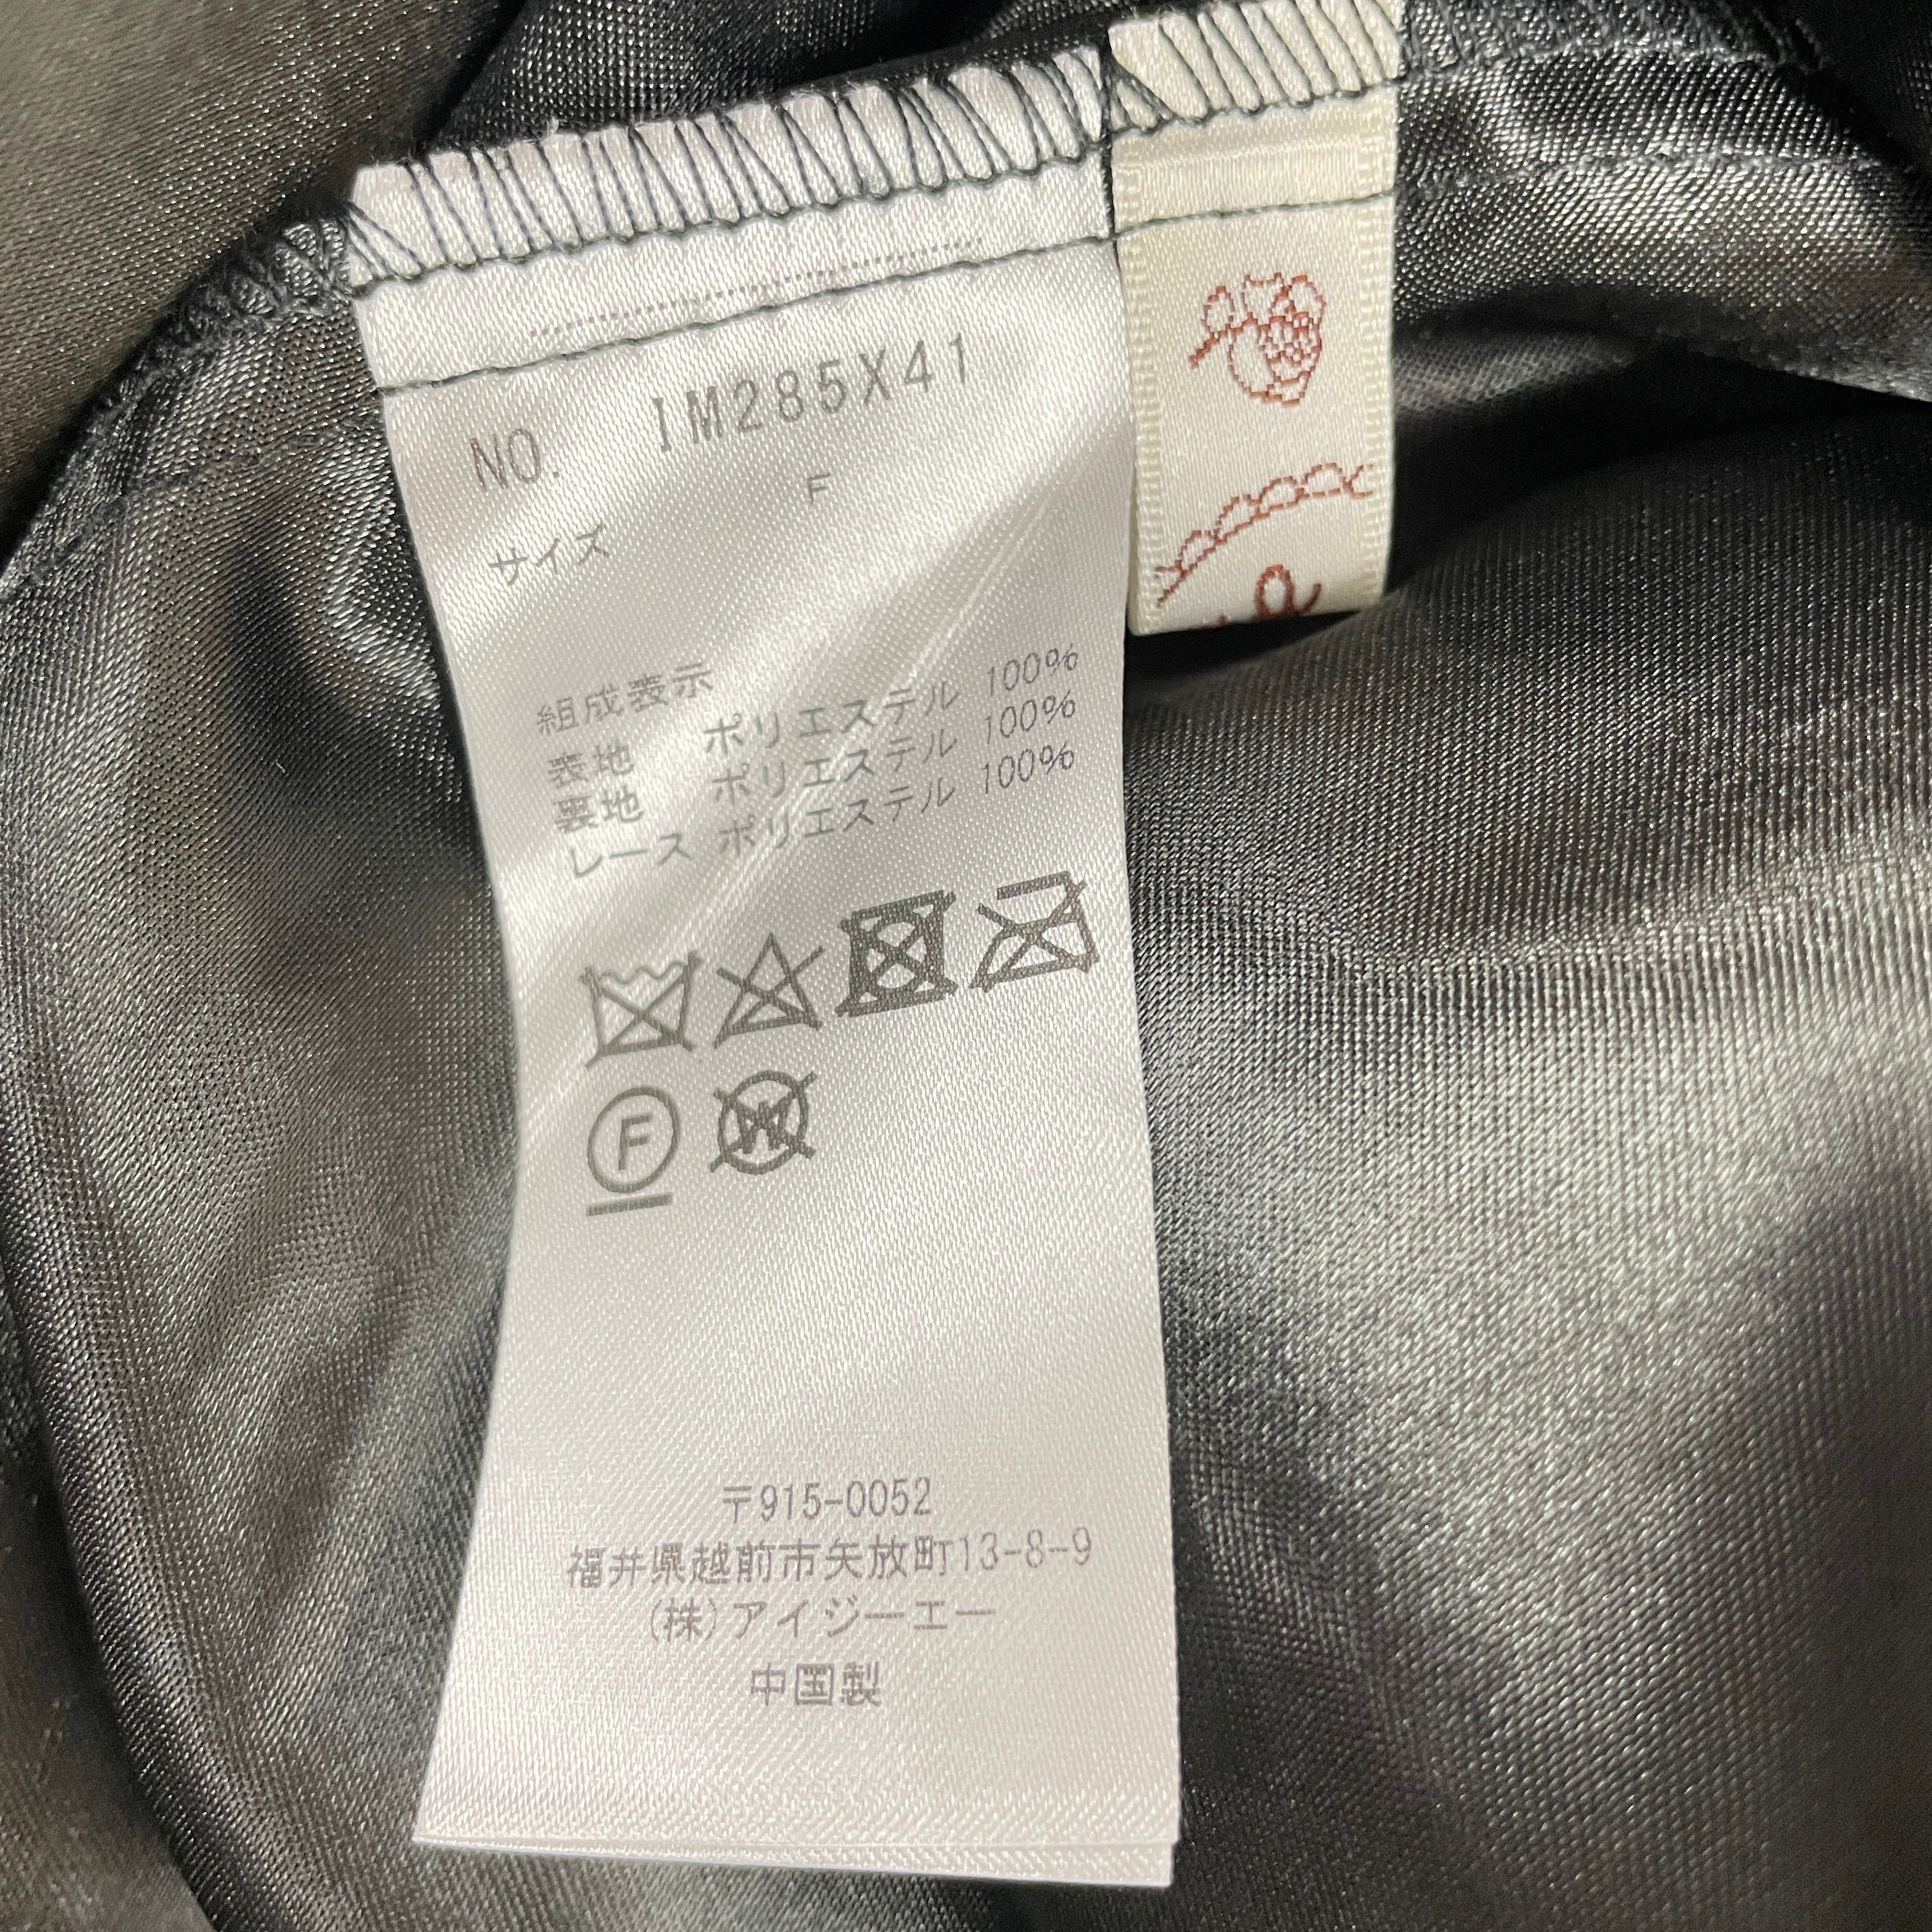 NO. IM285X41
サイズ F
組成表示
表地 ポリエステル 100%
裏地 ポリエステル 100%
レース ポリエステル 100%
F
W
〒915-0052
福井県越前市矢放町13-8-9
(株)アイジーエー
中国製